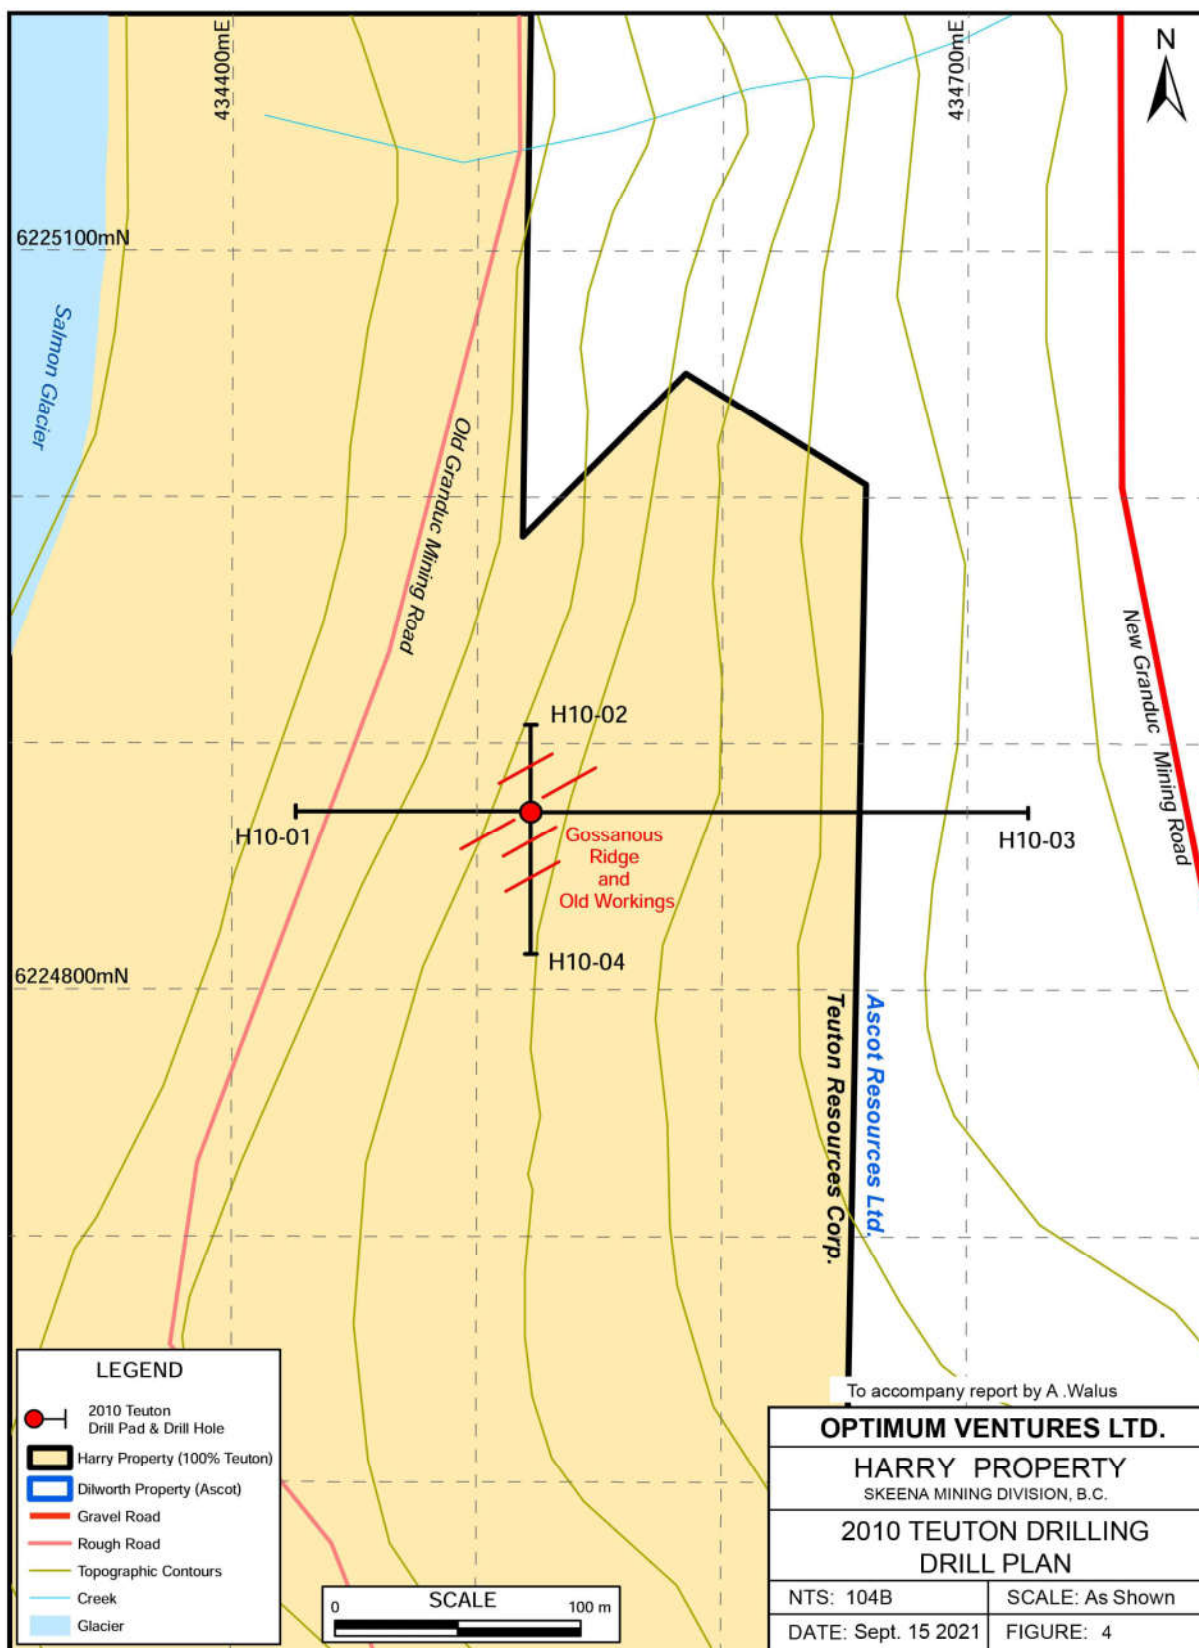 434400mE
434700mE
N
6225100mN
Salmon Glacier
Old Granduc Mining Road
New Granduc Mining Road
H10-02
H10-01
H10-03
Gossanous
Ridge
and
Old Workings
H10-04
6224800mN
Teuton Resources Corp.
Ascot Resources Ltd.
LEGEND
2010 Teuton
Drill Pad & Drill Hole
Harry Property (100% Teuton)
Dilworth Property (Ascot)
Gravel Road
Rough Road
Topographic Contours
Creek
Glacier
SCALE
0 100 m
To accompany report by A .Walus
OPTIMUM VENTURES LTD.
HARRY PROPERTY
SKEENA MINING DIVISION, B.C.
2010 TEUTON DRILLING
DRILL PLAN
NTS: 104B SCALE: As Shown
DATE: Sept. 15 2021 FIGURE: 4